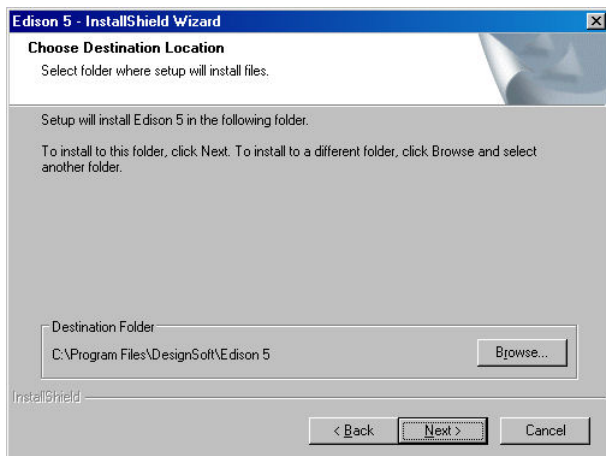 Edison 5 - InstallShield Wizard
Choose Destination Location
Select folder where setup will install files.
Setup will install Edison 5 in the following folder.
To install to this folder, click Next. To install to a different folder, click Browse and select
another folder.
Destination Folder
C:\Program Files\DesignSoft\Edison 5
Browse...
InstallShield
< Back
Next >
Cancel